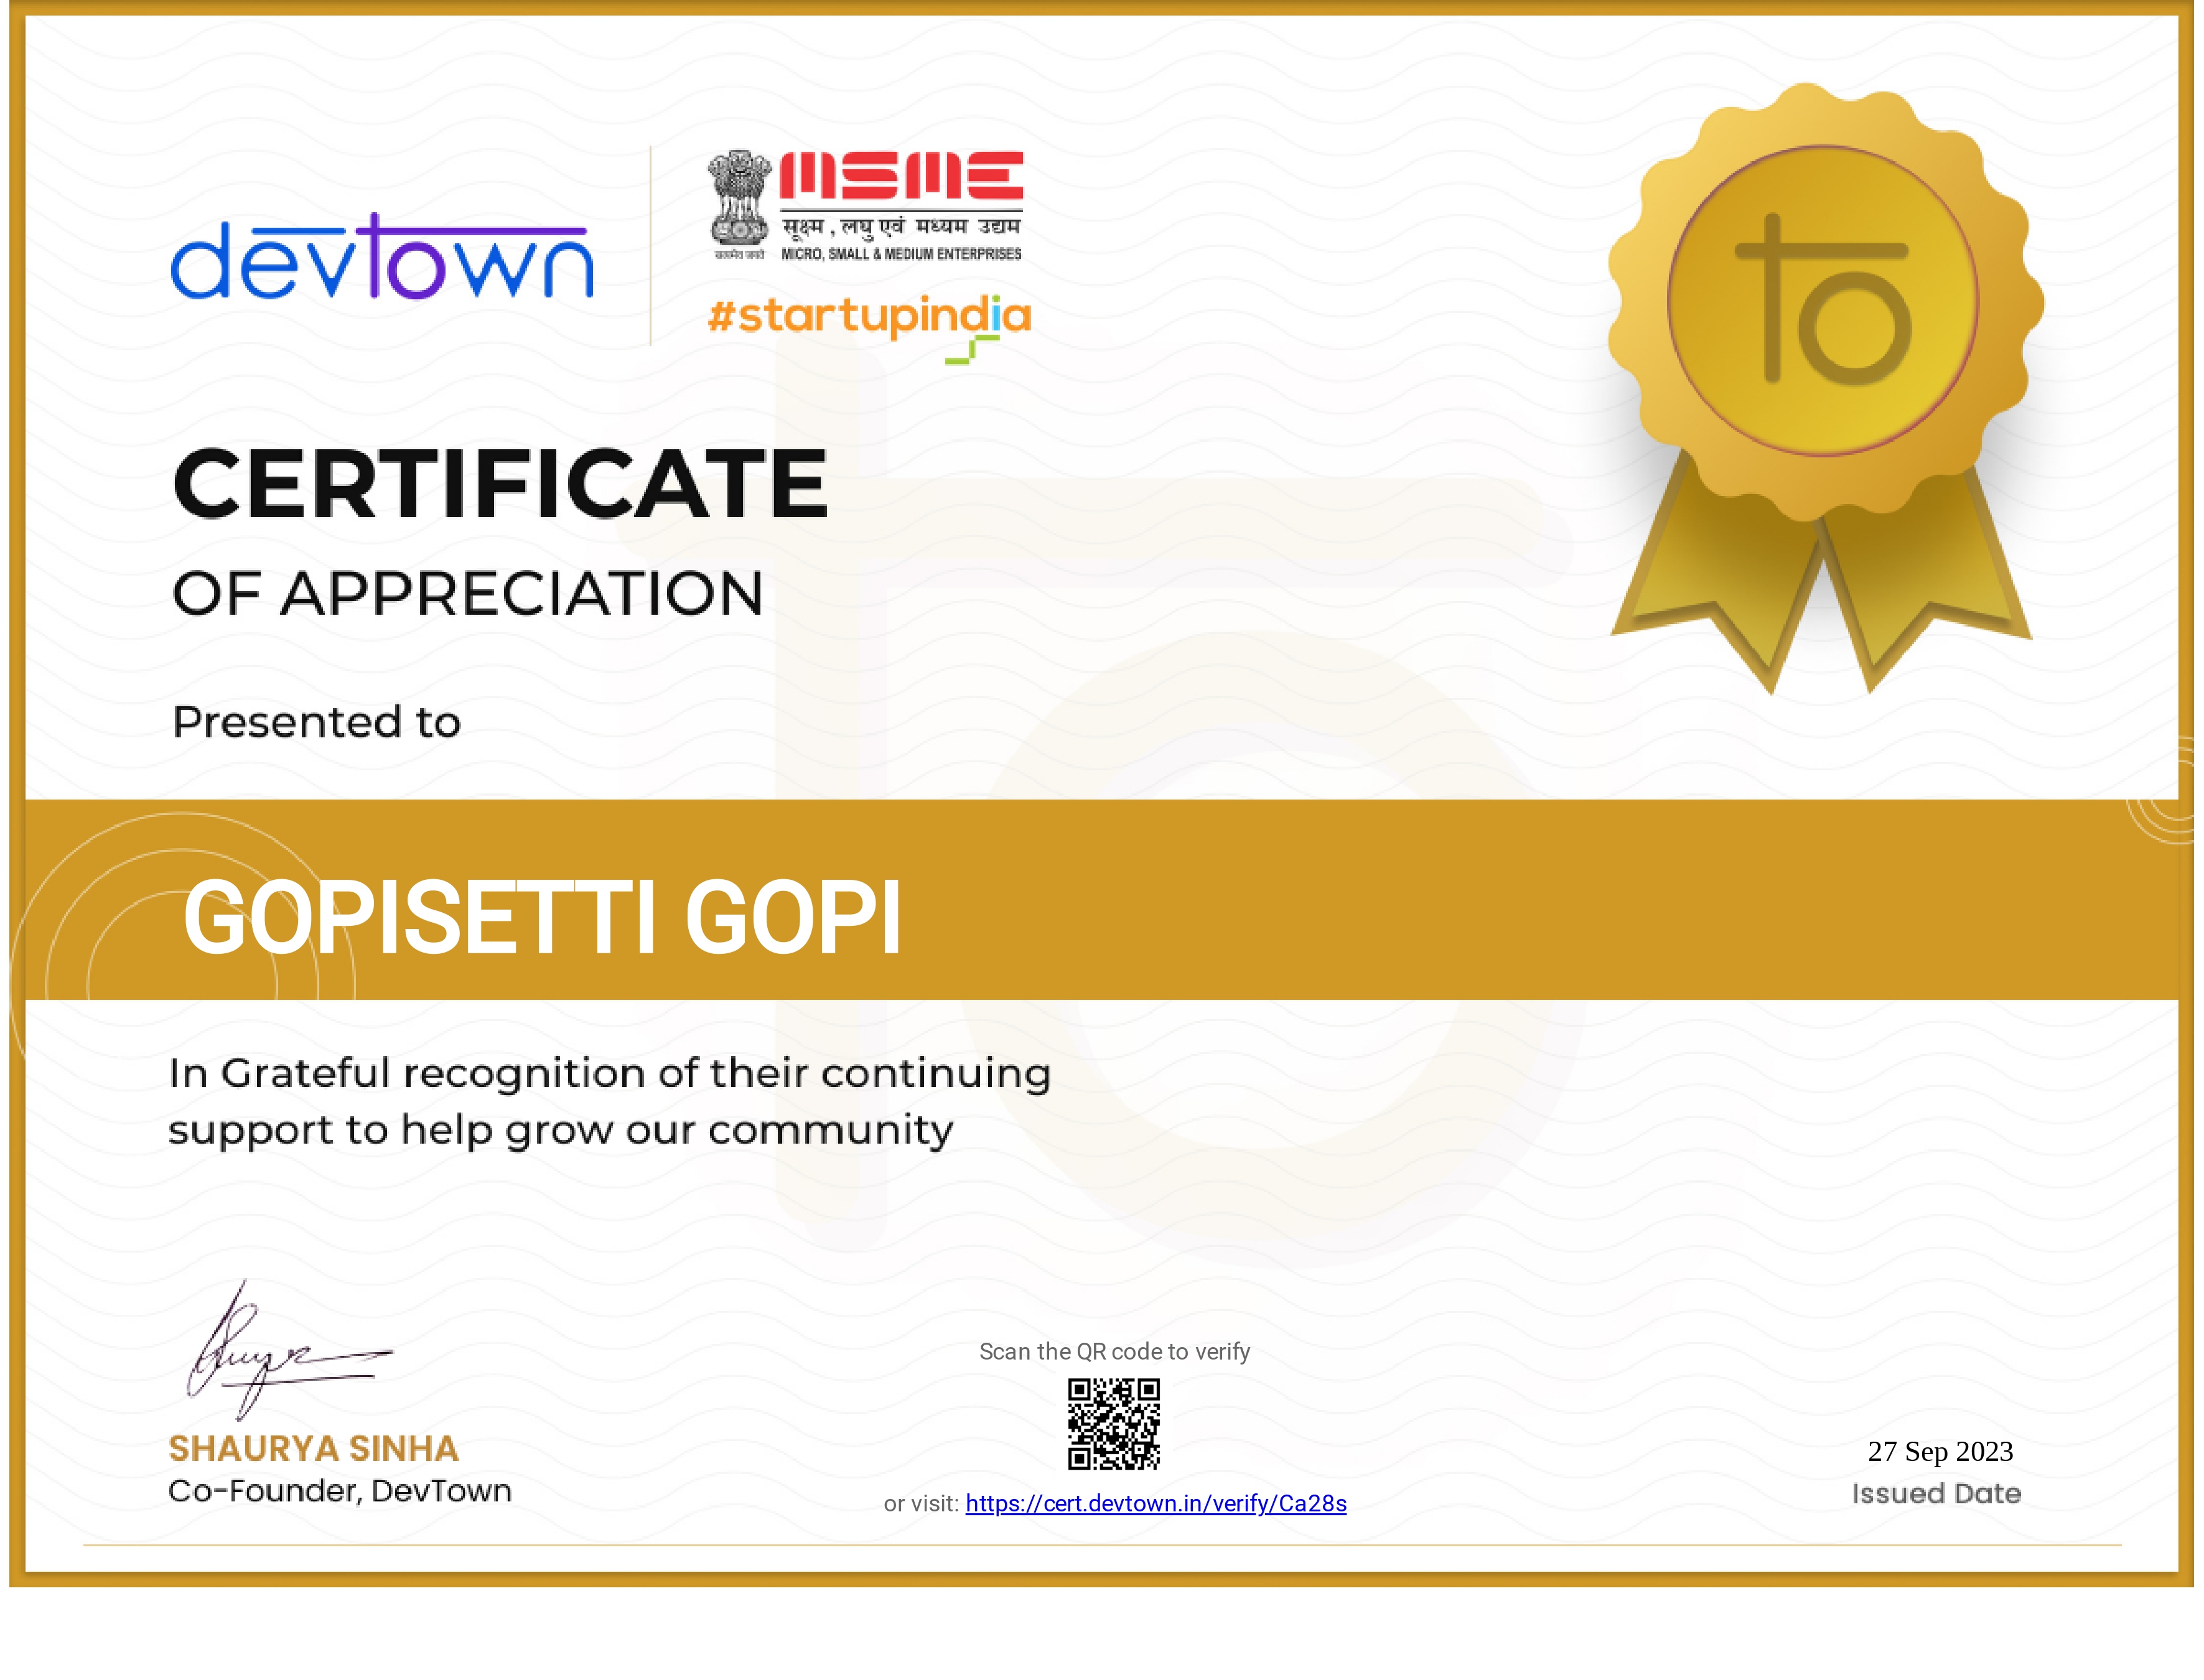 devtown
MSME
सूक्ष्म , लघु एवं मध्यम उद्यम
सत्यमेव जयते
MICRO, SMALL & MEDIUM ENTERPRISES
#startupindia
to
CERTIFICATE
OF APPRECIATION
Presented to
GOPISETTI GOPI
In Grateful recognition of their continuing
support to help grow our community
Scan the QR code to verify
SHAURYA SINHA
Co-Founder, DevTown
or visit: https://cert.devtown.in/verify/Ca28s
27 Sep 2023
Issued Date